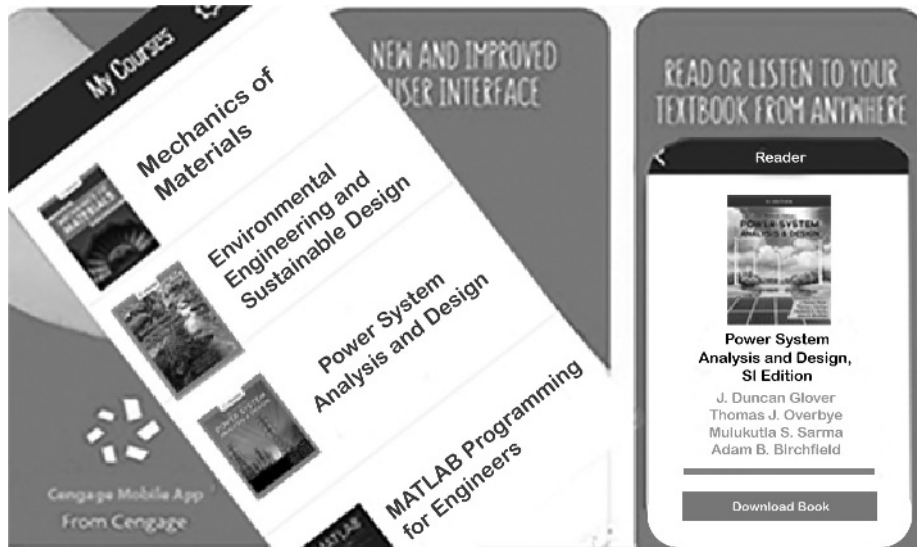 My Courses
Mechanics of
Materials
Environmental
Engineering and
Sustainable Design
Power System
Analysis and Design
MATLAB Programming
for Engineers
MATLAB
NEW AND IMPROVED
USER INTERFACE
Cengage Mobile App
From Cengage
READ OR LISTEN TO YOUR
TEXTBOOK FROM ANYWHERE
Reader
POWER SYSTEM
ANALYSIS & DESIGN
Power System
Analysis and Design,
SI Edition
J. Duncan Glover
Thomas J. Overbye
Mulukutla S. Sarma
Adam B. Birchfield
Download Book